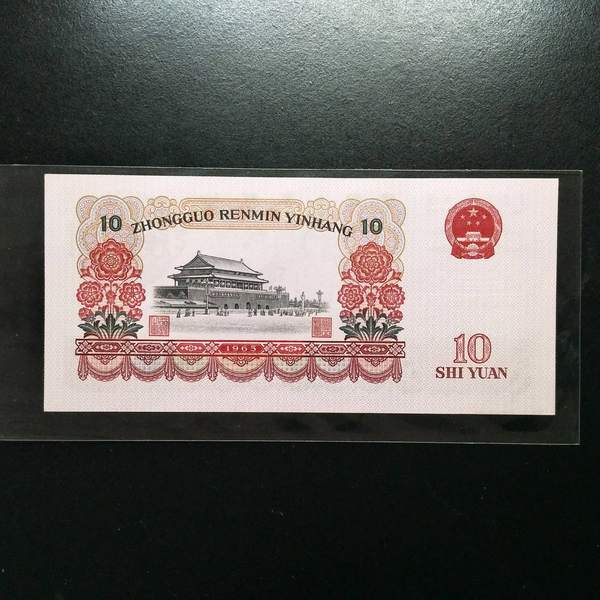 10 ZHONGGUO RENMIN YINHANG 10
1965
10
SHI YUAN